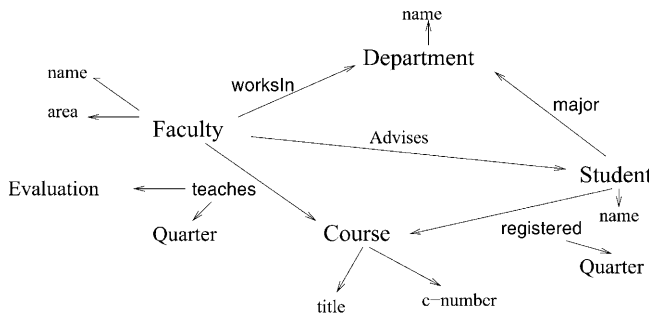 name
Department
name
worksIn
major
area
Faculty
Advises
Student
Evaluation
teaches
name
registered
Quarter
Course
Quarter
title
c-number